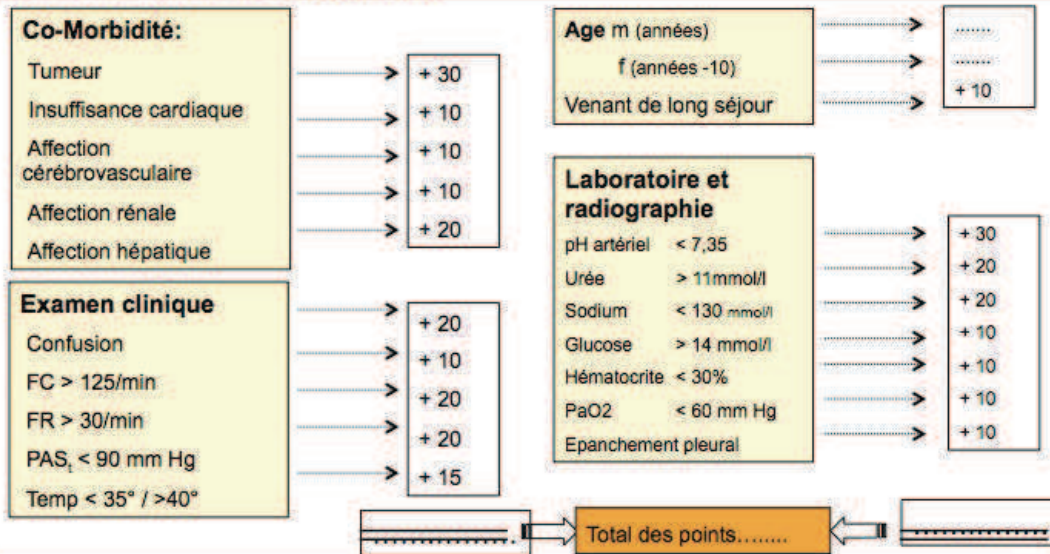 Co-Morbidité:
Tumeur
Insuffisance cardiaque
Affection
cérébrovasculaire
Affection rénale
Affection hépatique
+ 30
+ 10
+ 10
+ 10
+ 20
Examen clinique
Confusion
FC > 125/min
FR > 30/min
PASt < 90 mm Hg
Temp < 35° / >40°
+ 20
+ 10
+ 20
+ 20
+ 15
Age m (années)
f (années -10)
Venant de long séjour
.......
.......
+ 10
Laboratoire et
radiographie
pH artériel < 7,35
Urée > 11mmol/l
Sodium < 130 mmol/l
Glucose > 14 mmol/l
Hématocrite < 30%
PaO2 < 60 mm Hg
Epanchement pleural
+ 30
+ 20
+ 20
+ 10
+ 10
+ 10
+ 10
Total des points........